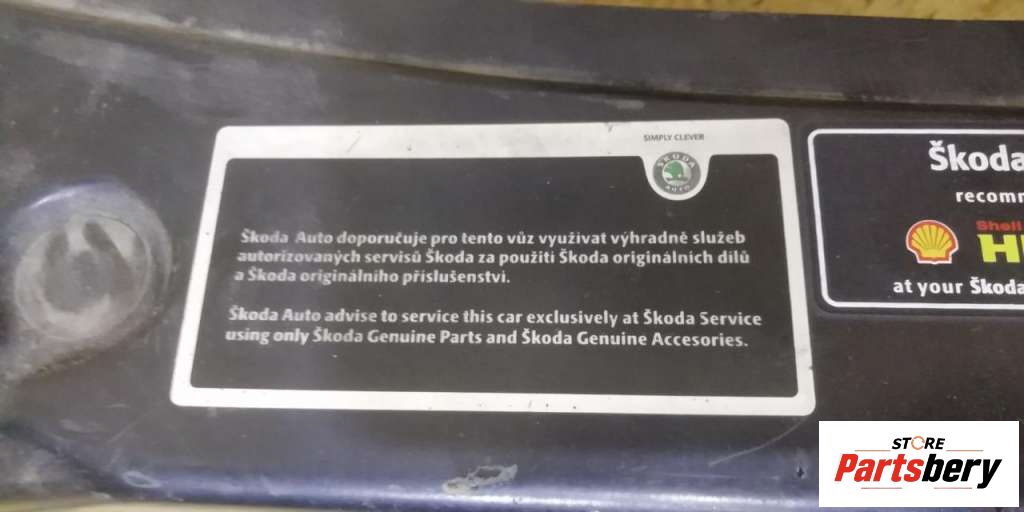 SIMPLY CLEVER
ŠKODA
AUTO
Škoda Auto doporučuje pro tento vůz využivat výhradně služeb
autorizovaných servisů Škoda za použití Škoda originálních dílů
a Škoda originálního příslušenství.
Škoda Auto advise to service this car exclusively at Škoda Service
using only Škoda Genuine Parts and Škoda Genuine Accesories.
Škoda
Shell
at your Škoda
STORE
Partsbery